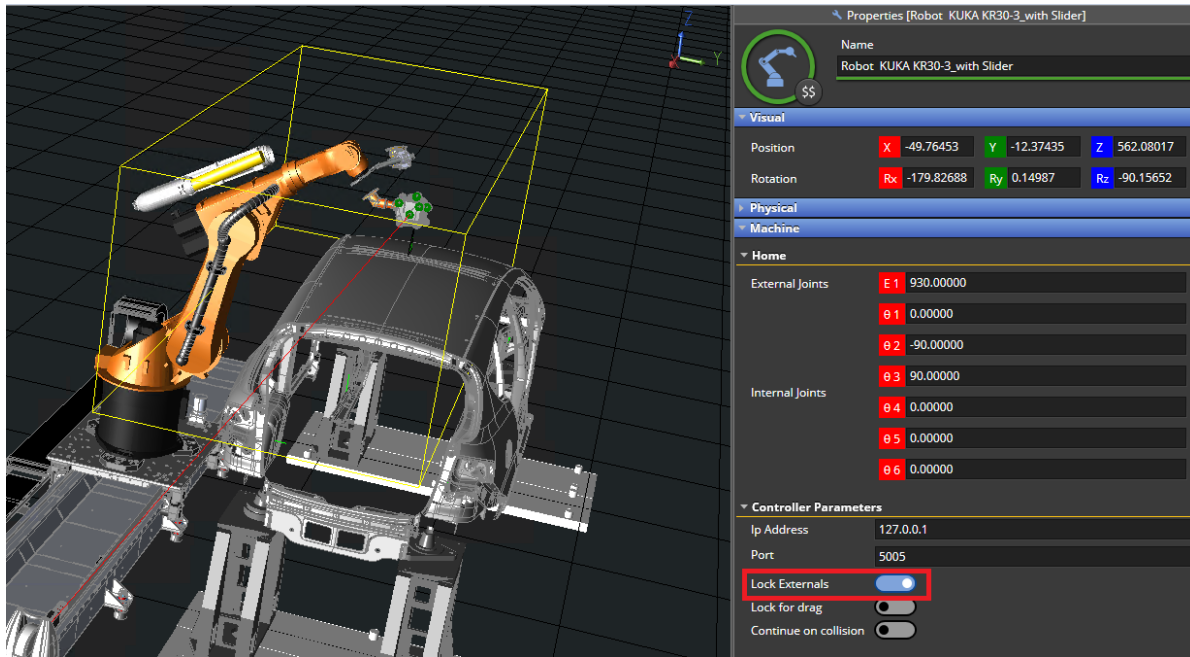 Z
Y
Properties [Robot KUKA KR30-3_with Slider]
Name
Robot KUKA KR30-3_with Slider
$$
Visual
Position X -49.76453 Y -12.37435 Z 562.08017
Rotation Rx -179.82688 Ry 0.14987 Rz -90.15652
Physical
Machine
Home
External Joints E 1 930.00000
θ 1 0.00000
θ 2 -90.00000
θ 3 90.00000
Internal Joints
θ 4 0.00000
θ 5 0.00000
θ 6 0.00000
Controller Parameters
Ip Address 127.0.0.1
Port 5005
Lock Externals
Lock for drag
Continue on collision